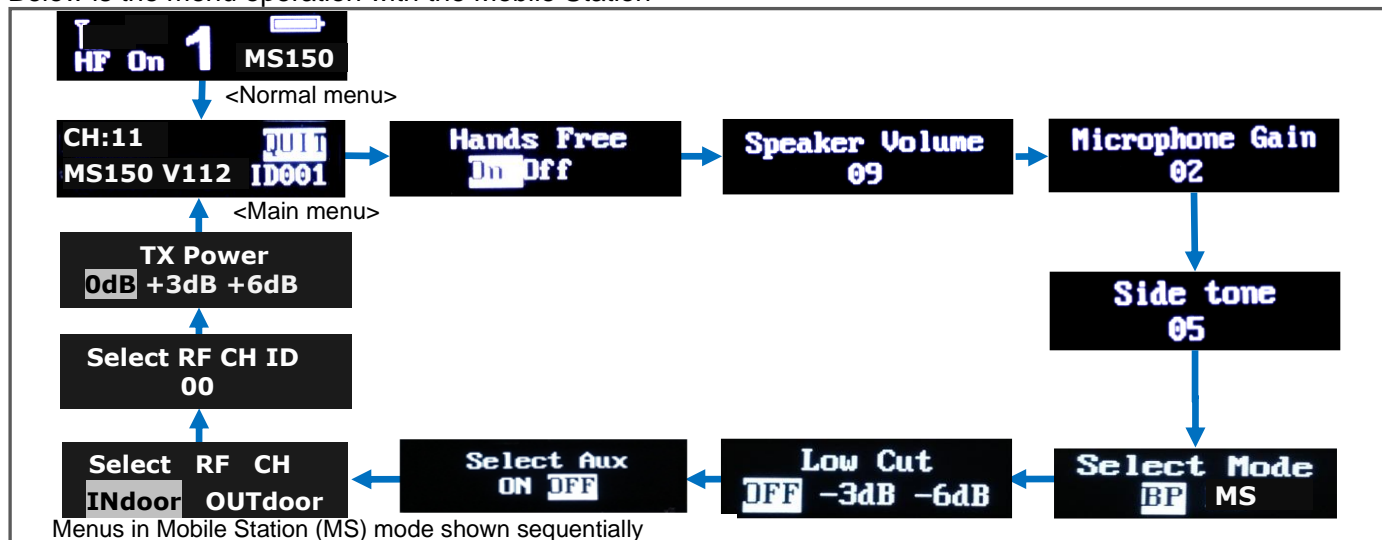 Below is the menu operation with the Mobile Station
HF On 1 MS150
<Normal menu>
CH:11 QUIT
MS150 V112 ID001
<Main menu>
Hands Free
On Off
Speaker Volume
09
Microphone Gain
02
Side tone
05
Select Mode
BP MS
Low Cut
OFF -3dB -6dB
Select Aux
ON OFF
Select RF CH
INdoor OUTdoor
Select RF CH ID
00
TX Power
0dB +3dB +6dB
Menus in Mobile Station (MS) mode shown sequentially